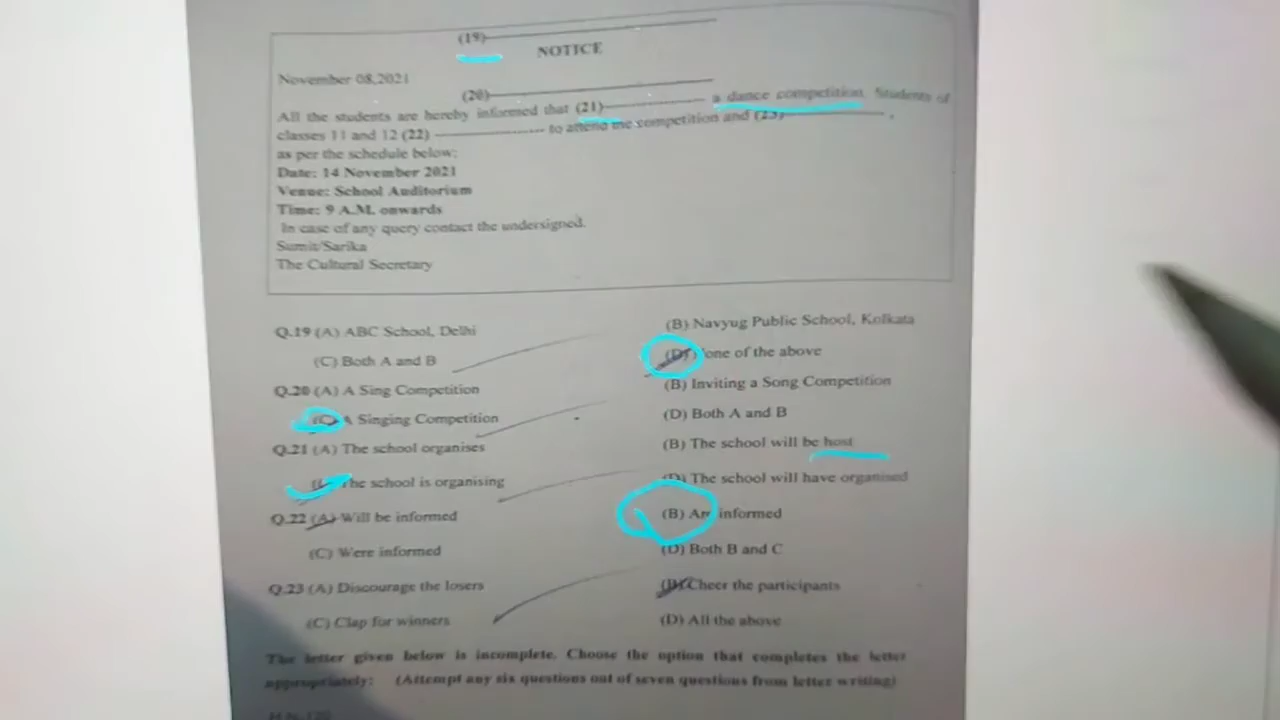 (19)
NOTICE
November 08,2021
(20)
All the students are hereby informed that (21)------------ a dance competition. Students of
classes 11 and 12 (22) ------------ to attend the competition and (23)------------ ,
as per the schedule below:
Date: 14 November 2021
Venue: School Auditorium
Time: 9 A.M. onwards
In case of any query contact the undersigned.
Sumit/Sarika
The Cultural Secretary
Q.19 (A) ABC School, Delhi (B) Navyug Public School, Kolkata
(C) Both A and B (D) None of the above
Q.20 (A) A Sing Competition (B) Inviting a Song Competition
(C) A Singing Competition (D) Both A and B
Q.21 (A) The school organises (B) The school will be host
(C) The school is organising (D) The school will have organised
Q.22 (A) Will be informed (B) Are informed
(C) Were informed (D) Both B and C
Q.23 (A) Discourage the losers (B) Cheer the participants
(C) Clap for winners (D) All the above
The letter given below is incomplete. Choose the option that completes the letter
appropriately: (Attempt any six questions out of seven questions from letter writing)